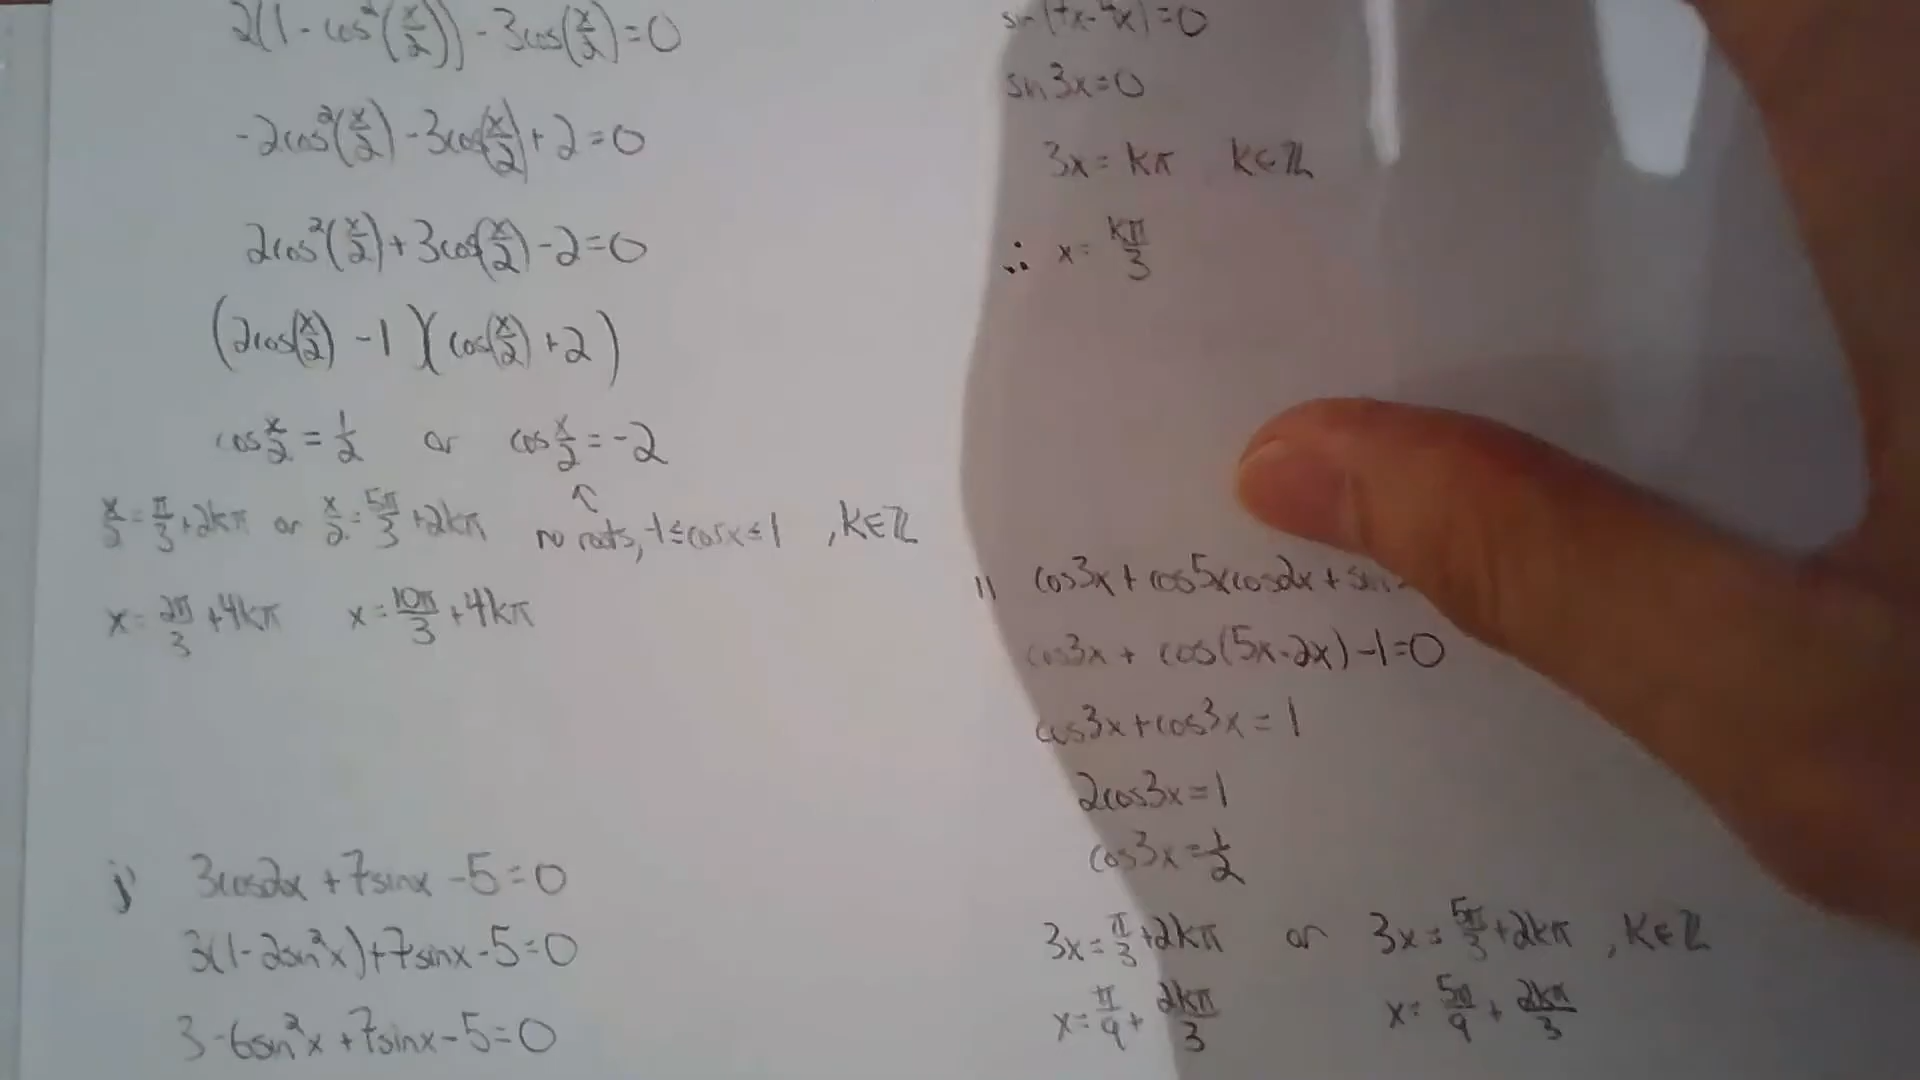 2(1 - cos²(x/2)) - 3cos(x/2) = 0
-2cos²(x/2) - 3cos(x/2) + 2 = 0
2cos²(x/2) + 3cos(x/2) - 2 = 0
(2cos(x/2) - 1)(cos(x/2) + 2)
cos x/2 = 1/2 or cos x/2 = -2
x/2 = π/3 + 2kπ or x/2 = 5π/3 + 2kπ no roots, -1 ≤ cosx ≤ 1 , k∈ℤ
x = 2π/3 + 4kπ x = 10π/3 + 4kπ
j) 3cos2x + 7sinx - 5 = 0
3(1 - 2sin²x) + 7sinx - 5 = 0
3 - 6sin²x + 7sinx - 5 = 0
sin(7x - 4x) = 0
sin3x = 0
3x = kπ k∈ℤ
∴ x = kπ/3
cos3x + cos5xcos2x +
cos3x + cos(5x - 2x) - 1 = 0
cos3x + cos3x = 1
2cos3x = 1
cos3x = 1/2
3x = π/3 + 2kπ or 3x = 5π/3 + 2kπ , k∈ℤ
x = π/9 + 2kπ/3 x = 5π/9 + 2kπ/3